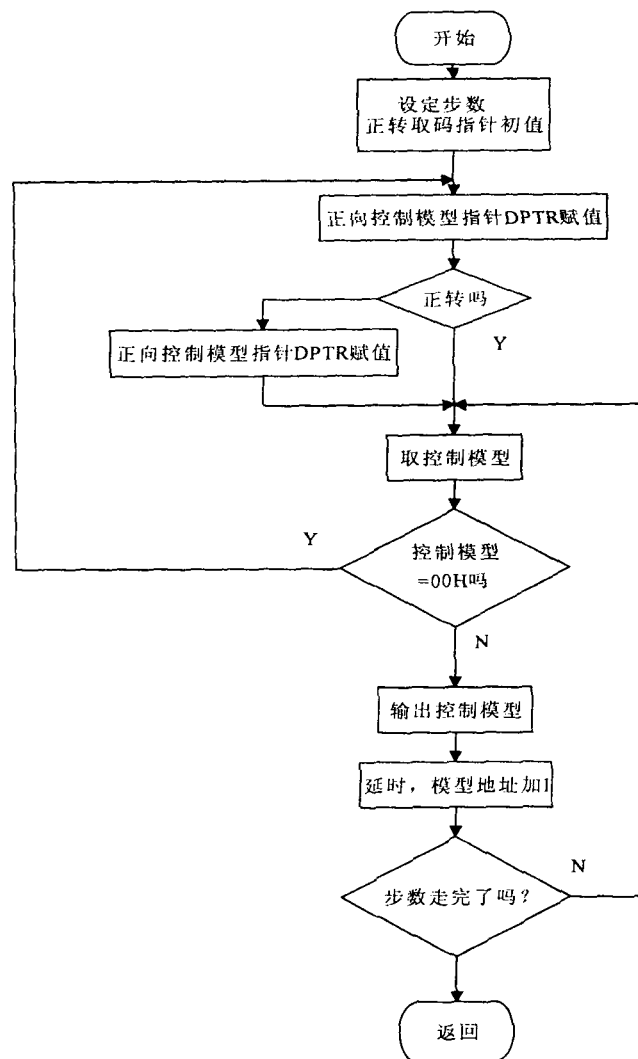 开始
设定步数
正转取码指针初值
正向控制模型指针DPTR赋值
正转吗
Y
正向控制模型指针DPTR赋值
取控制模型
Y
控制模型
=00H吗
N
输出控制模型
延时，模型地址加1
N
步数走完了吗？
返回